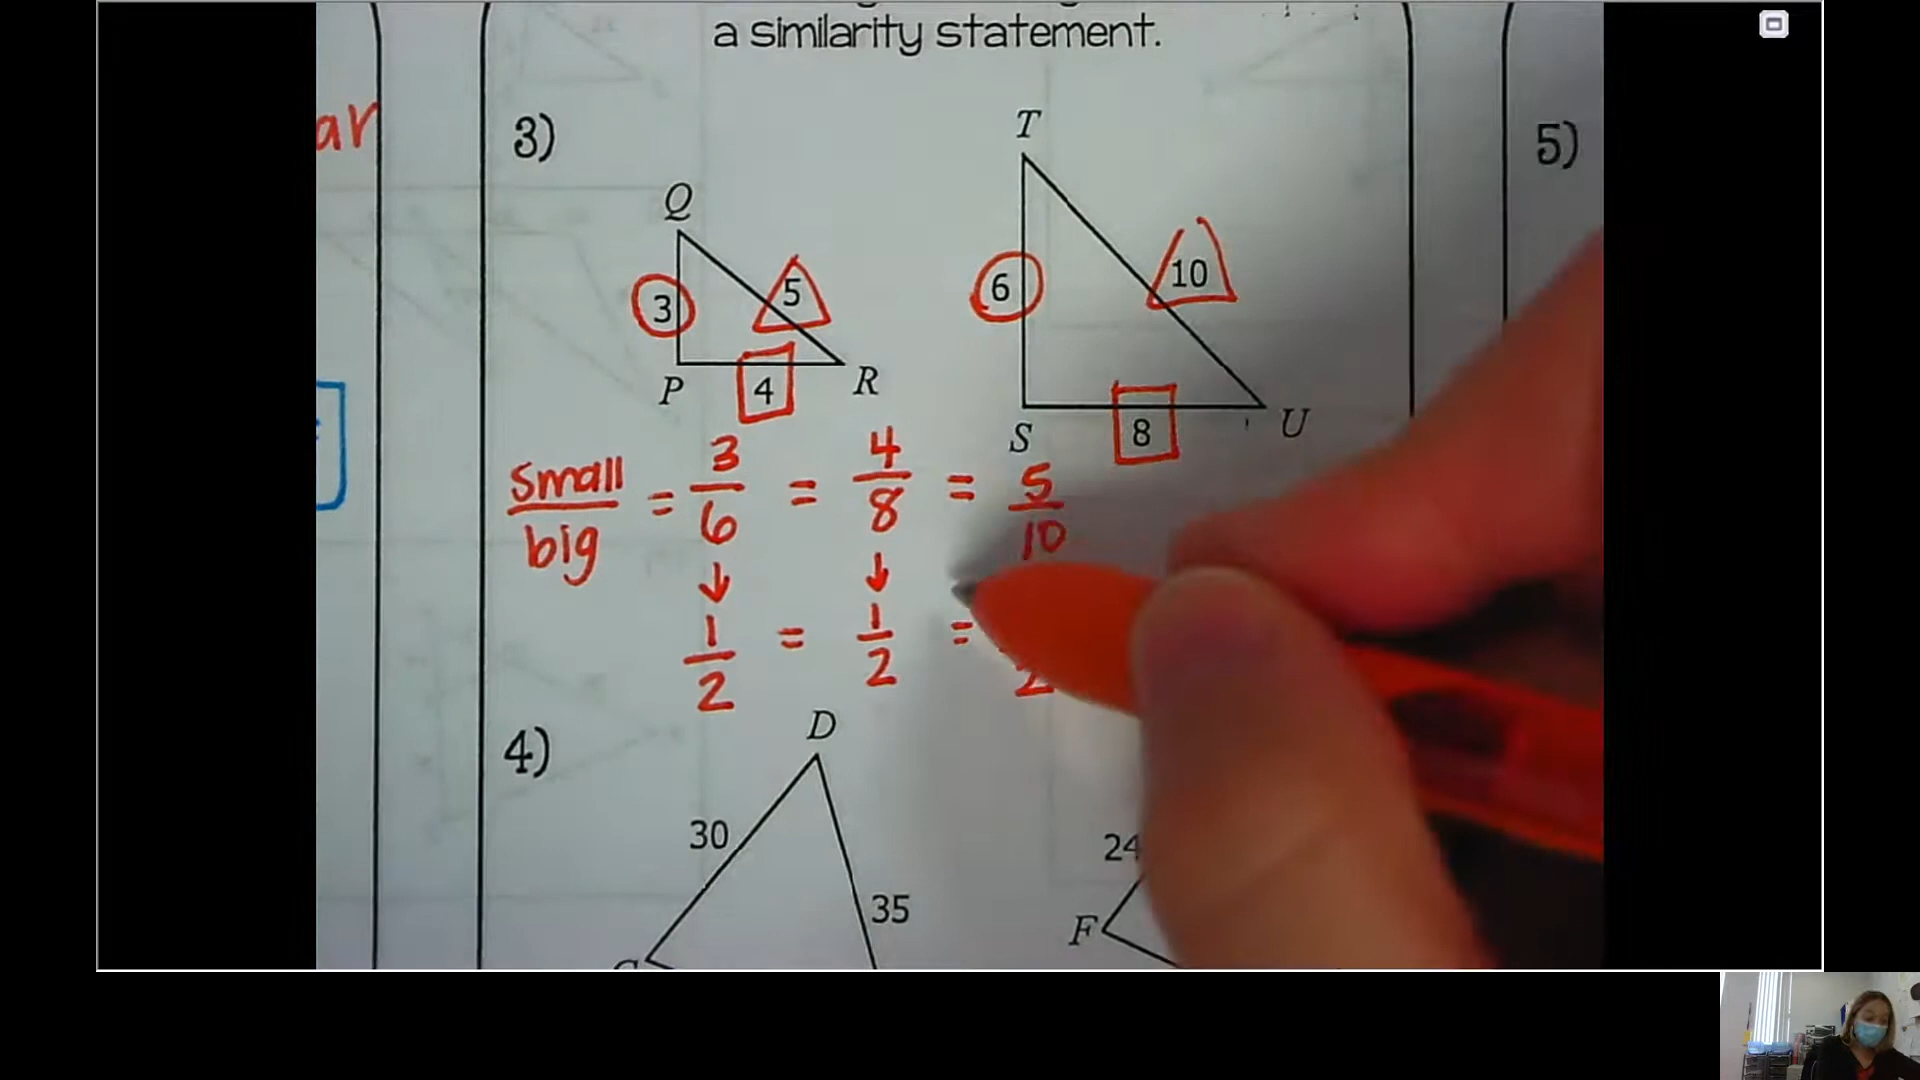 a similarity statement.
ar
3)
5)
T
Q
3
5
6
10
P
4
R
S
8
U
small/big = 3/6 = 4/8 = 5/10
↓ ↓
1/2 = 1/2 = 2
4)
D
30
24
35
F